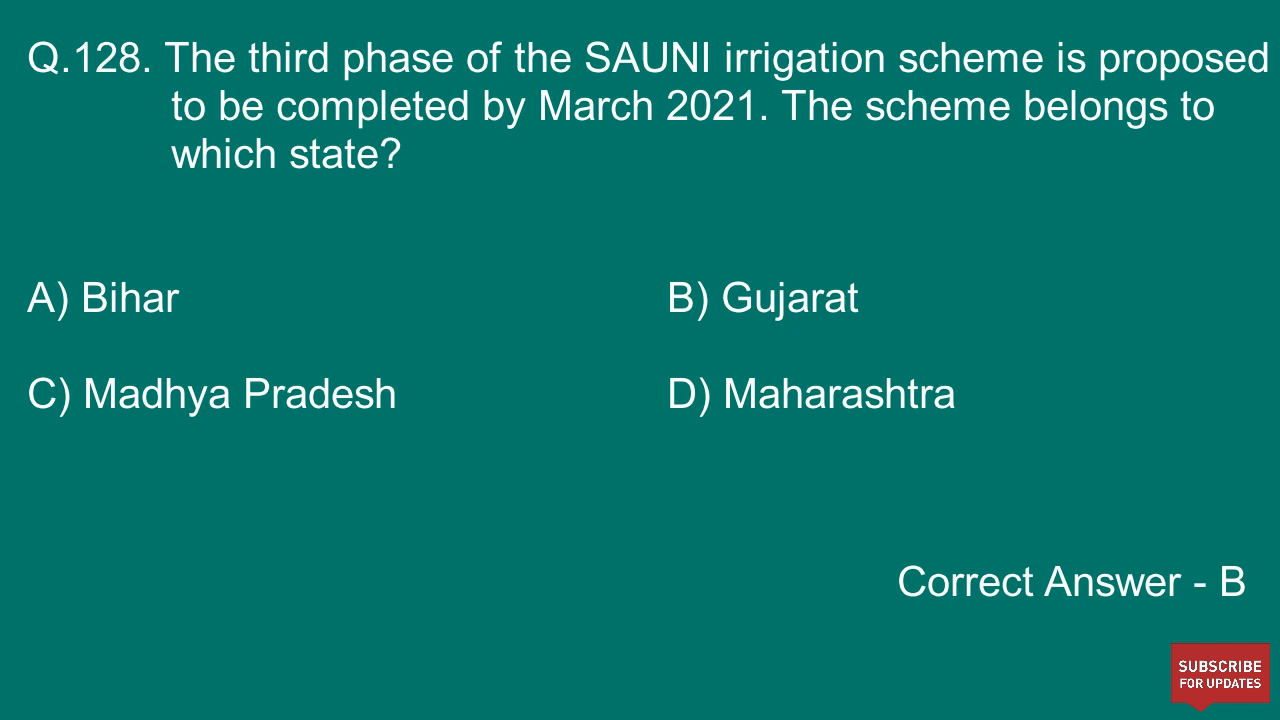 Q.128. The third phase of the SAUNI irrigation scheme is proposed
to be completed by March 2021. The scheme belongs to
which state?
A) Bihar
B) Gujarat
C) Madhya Pradesh
D) Maharashtra
Correct Answer - B
SUBSCRIBE
FOR UPDATES